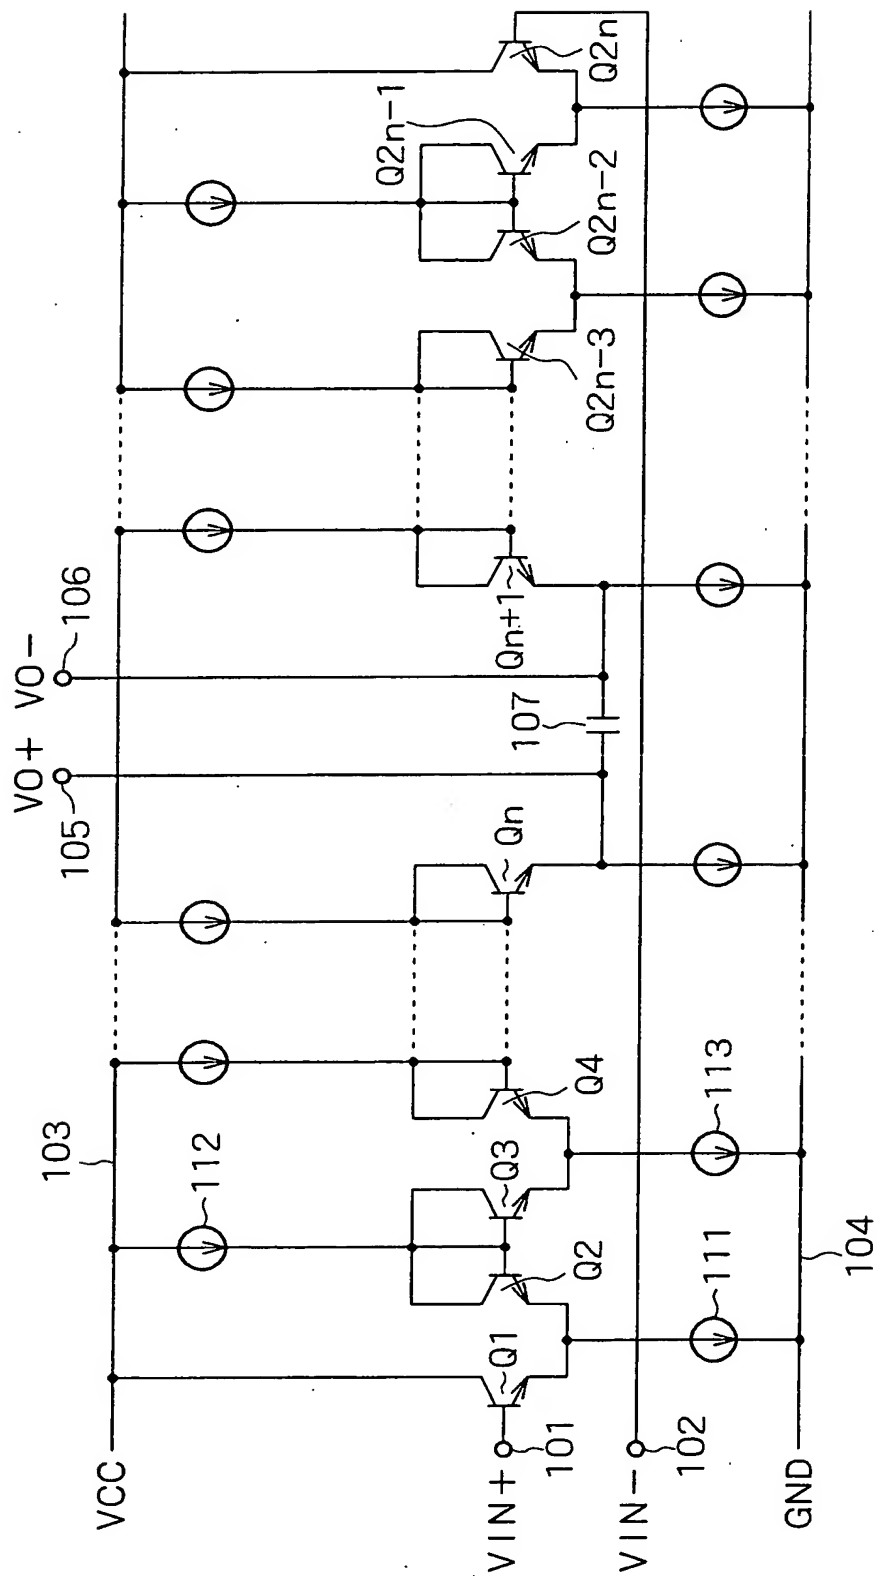 VCC
103
112
VO+ VO−
105
106
Q1
Q2
Q3
Q4
Qn
107
Qn+1
Q2n-3
Q2n-2
Q2n-1
Q2n
VIN+
101
VIN−
102
111
113
GND
104